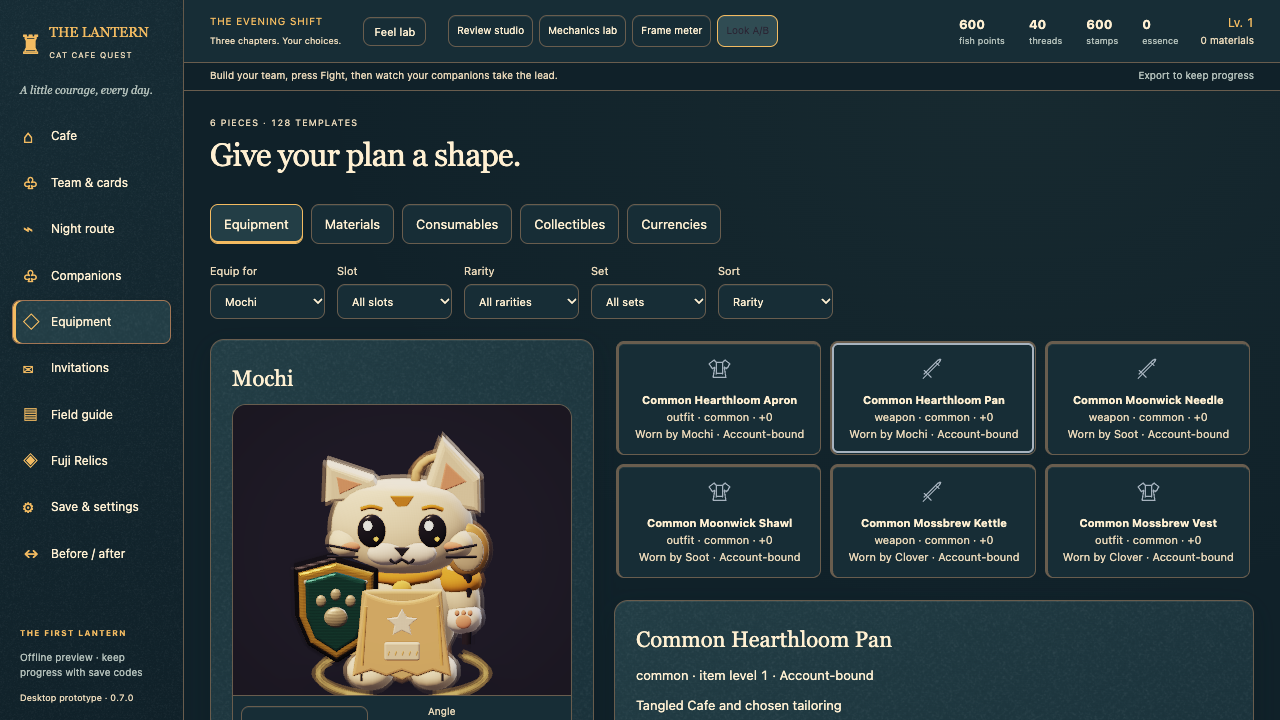 THE LANTERN
CAT CAFE QUEST
A little courage, every day.
Cafe
Team & cards
Night route
Companions
Equipment
Invitations
Field guide
Fuji Relics
Save & settings
Before / after
THE FIRST LANTERN
Offline preview · keep
progress with save codes
Desktop prototype · 0.7.0
THE EVENING SHIFT
Three chapters. Your choices.
Feel lab
Review studio
Mechanics lab
Frame meter
Look A/B
600
fish points
40
threads
600
stamps
0
essence
Lv. 1
0 materials
Build your team, press Fight, then watch your companions take the lead.
Export to keep progress
6 PIECES · 128 TEMPLATES
Give your plan a shape.
Equipment
Materials
Consumables
Collectibles
Currencies
Equip for
Slot
Rarity
Set
Sort
Mochi
All slots
All rarities
All sets
Rarity
Mochi
Angle
Common Hearthloom Apron
outfit · common · +0
Worn by Mochi · Account-bound
Common Hearthloom Pan
weapon · common · +0
Worn by Mochi · Account-bound
Common Moonwick Needle
weapon · common · +0
Worn by Soot · Account-bound
Common Moonwick Shawl
outfit · common · +0
Worn by Soot · Account-bound
Common Mossbrew Kettle
weapon · common · +0
Worn by Clover · Account-bound
Common Mossbrew Vest
outfit · common · +0
Worn by Clover · Account-bound
Common Hearthloom Pan
common · item level 1 · Account-bound
Tangled Cafe and chosen tailoring